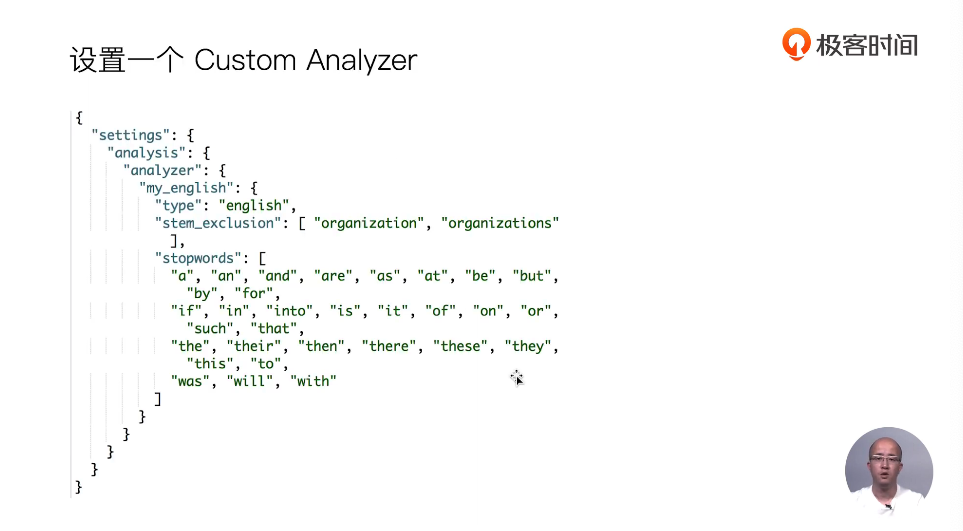 极客时间
设置一个 Custom Analyzer
{
"settings": {
"analysis": {
"analyzer": {
"my_english": {
"type": "english",
"stem_exclusion": [ "organization", "organizations"
],
"stopwords": [
"a", "an", "and", "are", "as", "at", "be", "but",
"by", "for",
"if", "in", "into", "is", "it", "of", "on", "or",
"such", "that",
"the", "their", "then", "there", "these", "they",
"this", "to",
"was", "will", "with"
]
}
}
}
}
}